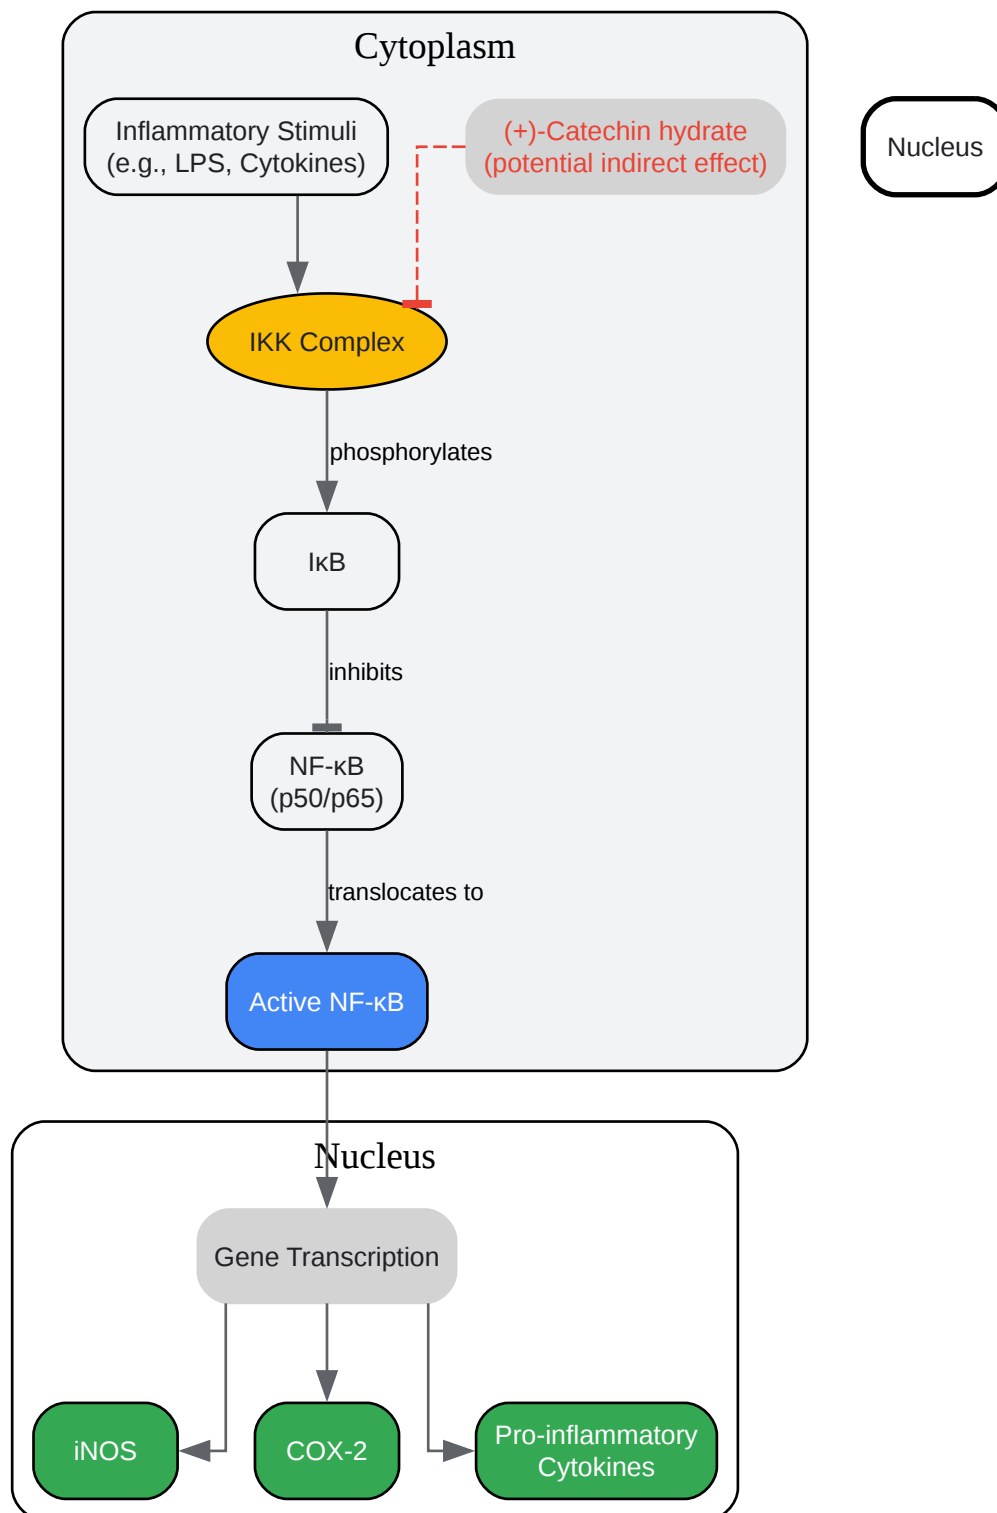 Cytoplasm
Inflammatory Stimuli
(e.g., LPS, Cytokines)
(+)-Catechin hydrate
(potential indirect effect)
Nucleus
IKK Complex
phosphorylates
IκB
inhibits
NF-κB
(p50/p65)
translocates to
Active NF-κB
Nucleus
Gene Transcription
iNOS
COX-2
Pro-inflammatory
Cytokines